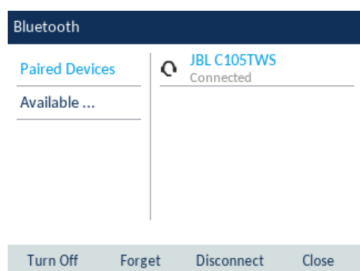 Bluetooth
Paired Devices
JBL C105TWS
Connected
Available ...
Turn Off Forget Disconnect Close